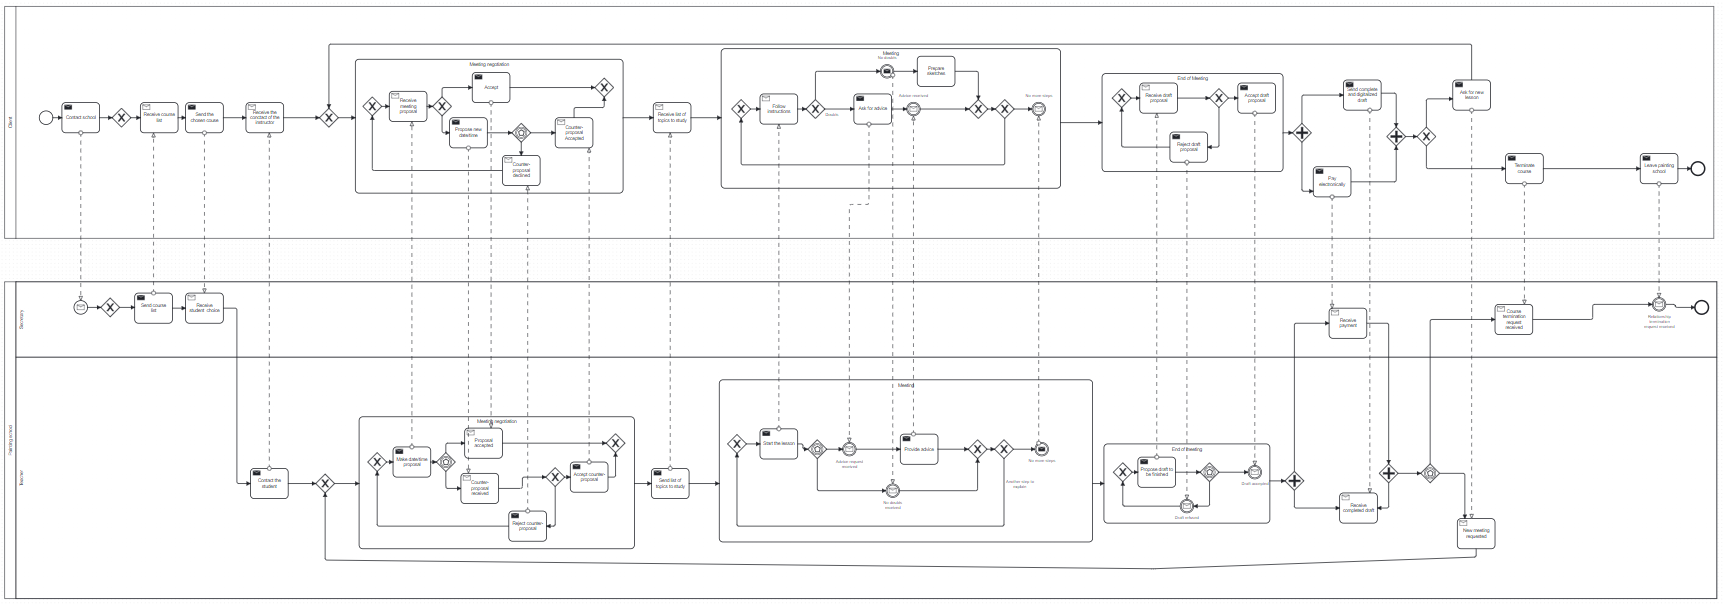 Client
Contact school
Receive course
list
Send the
chosen couse
Receive the
contact of the
instructor
Meeting negotiation
Receive
meeting
proposal
Accept
Propose new
date/time
Counter-
proposal
declined
Counter-
proposal
Accepted
Receive list of
topics to study
Meeting
No doubts
Follow
instructions
Doubts
Ask for advice
Prepare
sketches
Advice received
No more steps
End of Meeting
Receive draft
proposal
Reject draft
proposal
Accept draft
proposal
Send complete
and digitalized
draft
Pay
electronically
Ask for new
lesson
Terminate
course
Leave painting
school
Painting school
Secretary
Send course
list
Receive
student choice
Receive
payment
Course
termination
request
received
Relationship
termination
request received
Teacher
Contact the
student
Meeting negotiation
Make date/time
proposal
Proposal
accepted
Counter-
proposal
received
Reject counter-
proposal
Accept counter-
proposal
Send list of
topics to study
Meeting
Start the lesson
Advice request
received
No doubts
received
Provide advice
Another step to
explain
No more steps
End of Meeting
Propose draft to
be finished
Draft refused
Draft accepted
Receive
completed draft
New meeting
requested